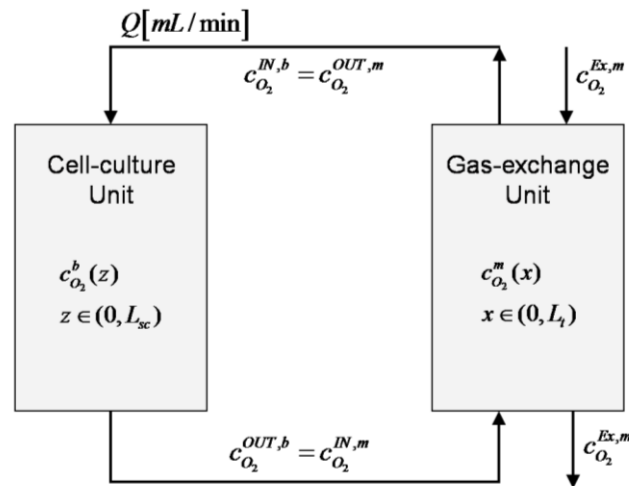 Q[mL/min]
c_{O_2}^{IN,b} = c_{O_2}^{OUT,m}
c_{O_2}^{Ex,m}
Cell-culture
Unit
c_{O_2}^{b}(z)
z∈(0, L_{sc})
Gas-exchange
Unit
c_{O_2}^{m}(x)
x∈(0, L_t)
c_{O_2}^{OUT,b} = c_{O_2}^{IN,m}
c_{O_2}^{Ex,m}